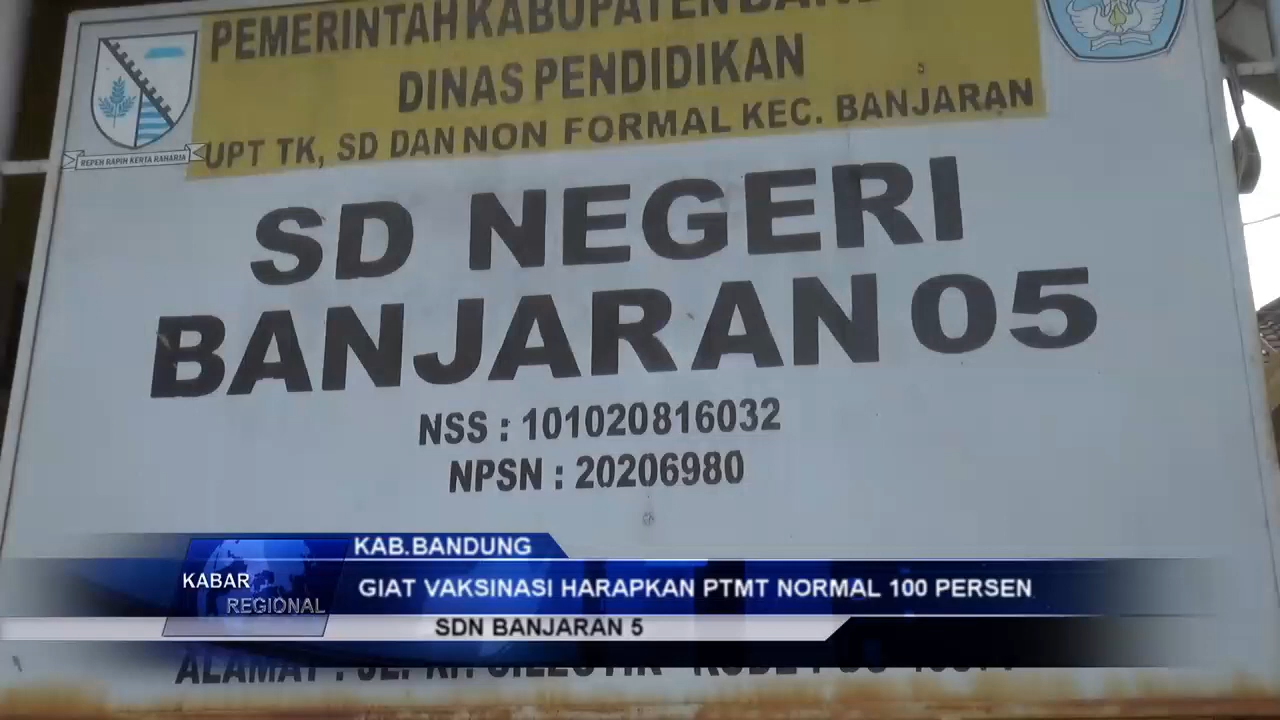 PEMERINTAH KABUPATEN
DINAS PENDIDIKAN
UPT TK, SD DAN NON FORMAL KEC. BANJARAN
REPEH RAPIH KERTA RAHARJA
SD NEGERI
BANJARAN 05
NSS : 101020816032
NPSN : 20206980
KAB.BANDUNG
KABAR
REGIONAL
GIAT VAKSINASI HARAPKAN PTMT NORMAL 100 PERSEN
SDN BANJARAN 5
ALAMAT :